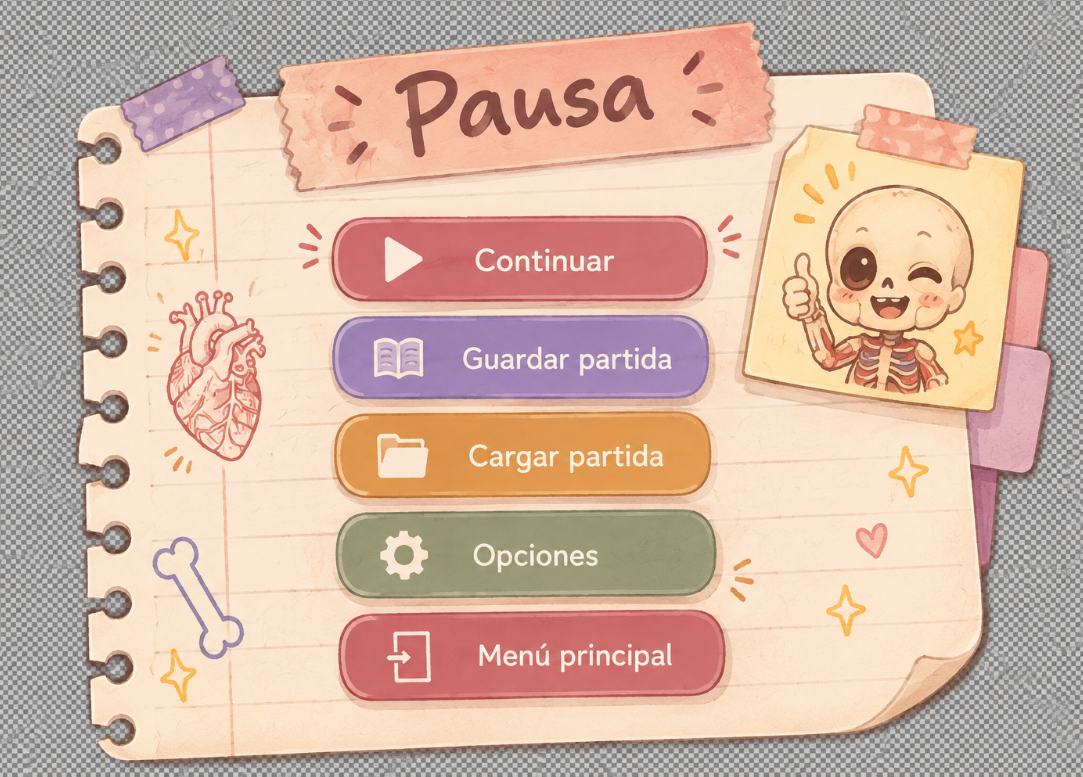 Pausa
Continuar
Guardar partida
Cargar partida
Opciones
Menú principal